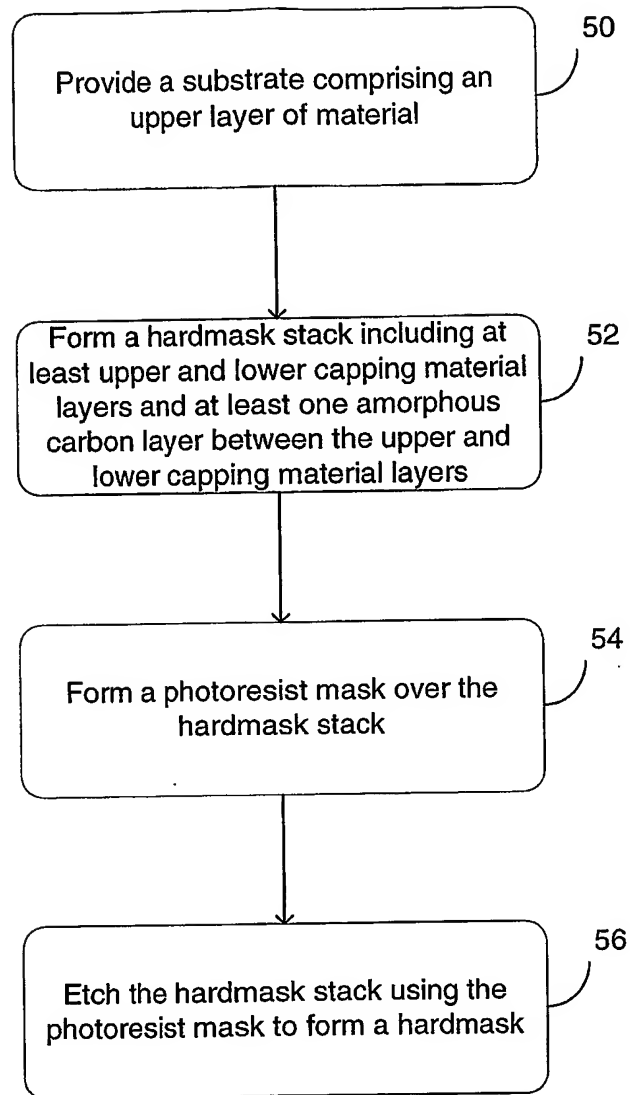 50
Provide a substrate comprising an
upper layer of material
52
Form a hardmask stack including at
least upper and lower capping material
layers and at least one amorphous
carbon layer between the upper and
lower capping material layers
54
Form a photoresist mask over the
hardmask stack
56
Etch the hardmask stack using the
photoresist mask to form a hardmask